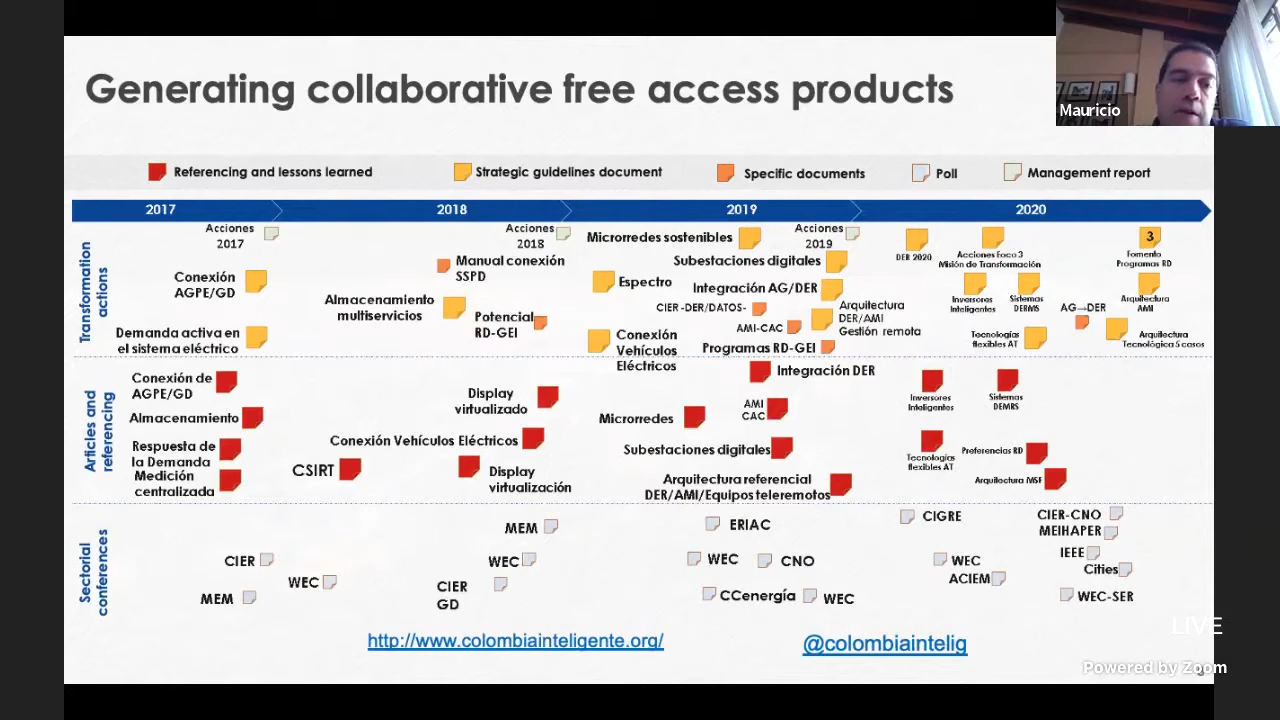 Generating collaborative free access products
Mauricio
Referencing and lessons learned
Strategic guidelines document
Specific documents
Poll
Management report
2017
2018
2019
2020
Transformation
actions
Acciones
2017
Conexión
AGPE/GD
Demanda activa en
el sistema eléctrico
Acciones
2018
Manual conexión
SSPD
Almacenamiento
multiservicios
Potencial
RD-GEI
Microrredes sostenibles
Acciones
2019
Subestaciones digitales
Espectro
Integración AG/DER
CIER -DER/DATOS-
AMI-CAC
Arquitectura
DER/AMI
Gestión remota
Conexión
Vehículos
Eléctricos
Programas RD-GEI
DER 2020
Acciones Foco 3
Misión de Transformación
3
Fomento
Programas RD
Inversores
Inteligentes
Sistemas
DERMS
AG→DER
Arquitectura
AMI
Tecnologías
flexibles AT
Arquitectura
Tecnológica 5 casos
Articles and
referencing
Conexión de
AGPE/GD
Almacenamiento
Respuesta de
la Demanda
Medición
centralizada
Display
virtualizado
Conexión Vehículos Eléctricos
CSIRT
Display
virtualización
Integración DER
Microrredes
AMI
CAC
Subestaciones digitales
Arquitectura referencial
DER/AMI/Equipos teleremotos
Inversores
Inteligentes
Sistemas
DEMRS
Tecnologías
flexibles AT
Preferencias RD
Arquitectura MSF
Sectorial
conferences
CIER
WEC
MEM
MEM
WEC
CIER
GD
ERIAC
WEC
CNO
CCenergía
WEC
CIGRE
CIER-CNO
MEIHAPER
WEC
IEEE
ACIEM
Cities
WEC-SER
http://www.colombiainteligente.org/
@colombiaintelig
LIVE
Powered by Zoom